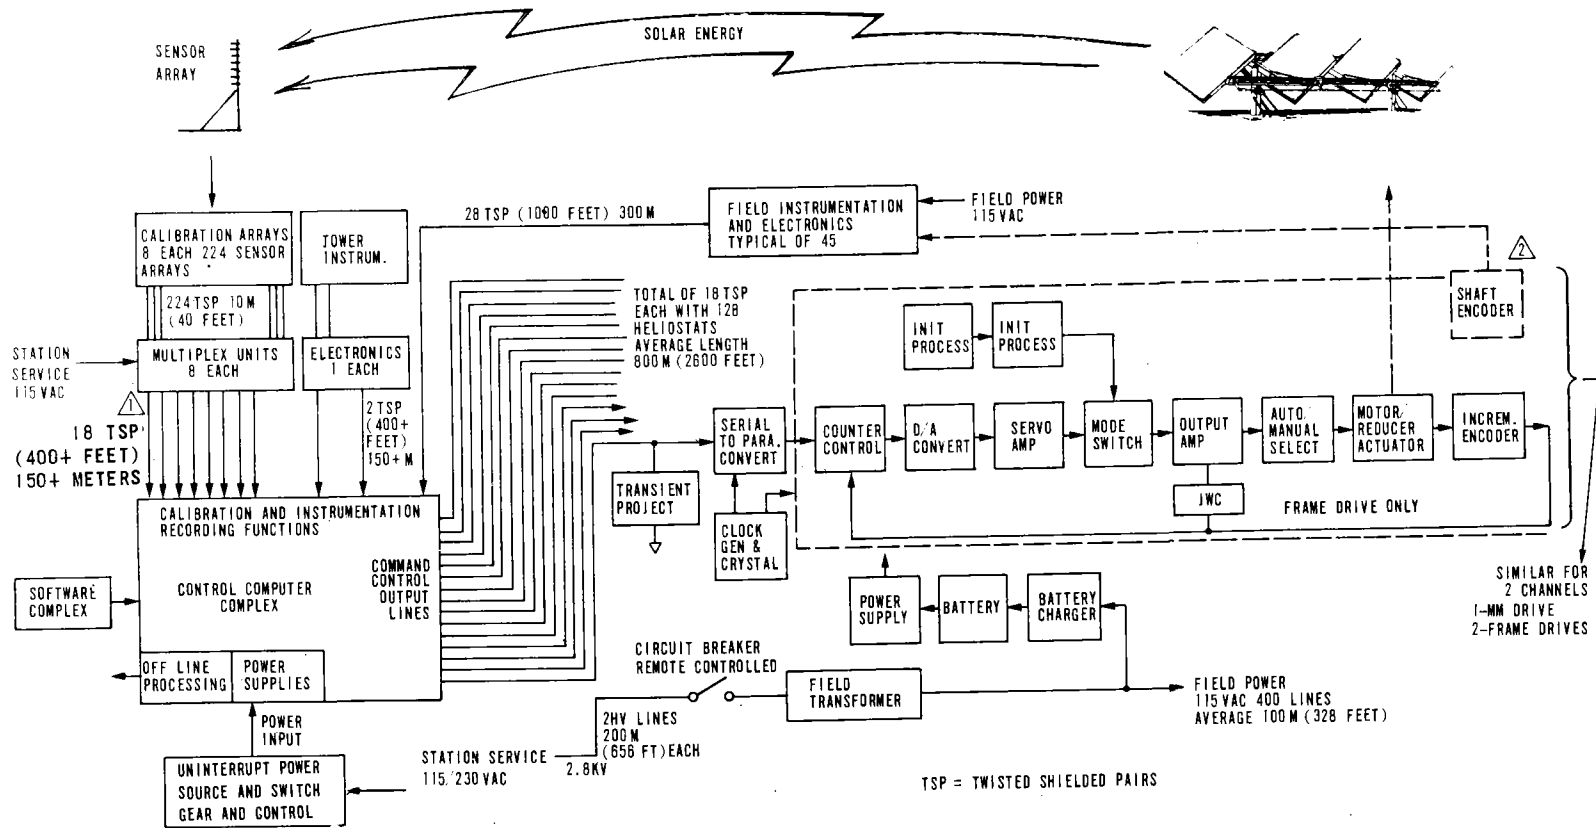 SOLAR ENERGY
SENSOR
ARRAY
28 TSP (1000 FEET) 300 M
FIELD INSTRUMENTATION
AND ELECTRONICS
TYPICAL OF 45
FIELD POWER
115 VAC
CALIBRATION ARRAYS
8 EACH 224 SENSOR
ARRAYS
TOWER
INSTRUM.
224 TSP 10 M
(40 FEET)
STATION
SERVICE
115 VAC
MULTIPLEX UNITS
8 EACH
ELECTRONICS
1 EACH
1
18 TSP
(400+ FEET)
150+ METERS
2 TSP
(400+
FEET)
150+ M
TOTAL OF 18 TSP
EACH WITH 128
HELIOSTATS
AVERAGE LENGTH
800 M (2600 FEET)
2
SHAFT
ENCODER
INIT
PROCESS
INIT
PROCESS
SERIAL
TO PARA.
CONVERT
COUNTER
CONTROL
D/A
CONVERT
SERVO
AMP
MODE
SWITCH
OUTPUT
AMP
AUTO/
MANUAL
SELECT
MOTOR/
REDUCER
ACTUATOR
INCREM.
ENCODER
TRANSIENT
PROJECT
JWC
FRAME DRIVE ONLY
CLOCK
GEN &
CRYSTAL
CALIBRATION AND INSTRUMENTATION
RECORDING FUNCTIONS
COMMAND
CONTROL
OUTPUT
LINES
CONTROL COMPUTER
COMPLEX
SOFTWARE
COMPLEX
OFF LINE
PROCESSING
POWER
SUPPLIES
POWER
SUPPLY
BATTERY
BATTERY
CHARGER
SIMILAR FOR
2 CHANNELS
1-MM DRIVE
2-FRAME DRIVES
CIRCUIT BREAKER
REMOTE CONTROLLED
FIELD
TRANSFORMER
FIELD POWER
115 VAC 400 LINES
AVERAGE 100 M (328 FEET)
POWER
INPUT
2HV LINES
200 M
(656 FT) EACH
STATION SERVICE
115/230 VAC
2.8KV
UNINTERRUPT POWER
SOURCE AND SWITCH
GEAR AND CONTROL
TSP = TWISTED SHIELDED PAIRS